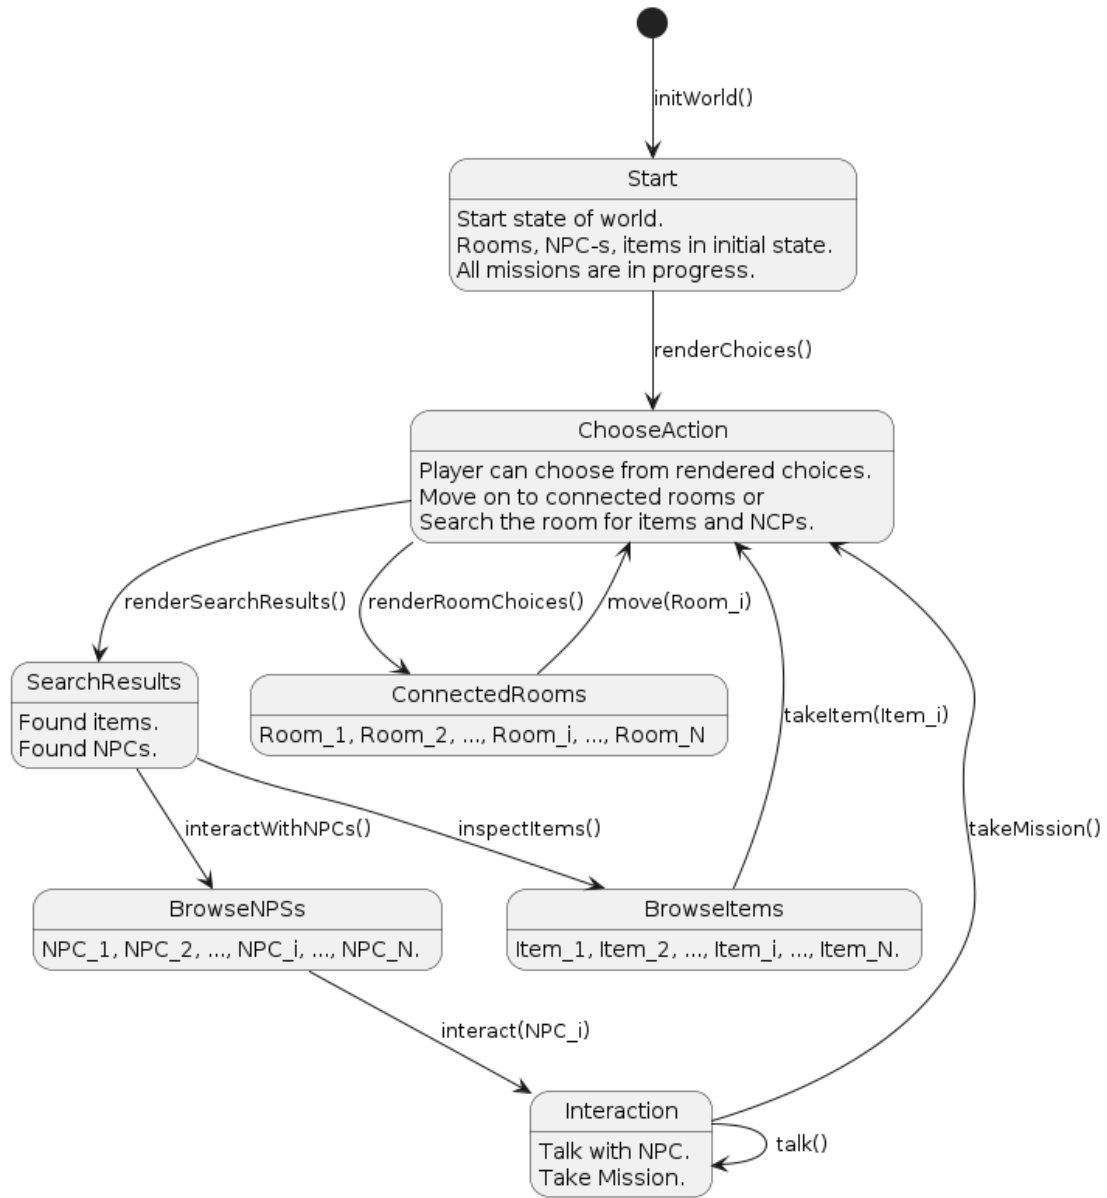 initWorld()
Start
Start state of world.
Rooms, NPC-s, items in initial state.
All missions are in progress.
renderChoices()
ChooseAction
Player can choose from rendered choices.
Move on to connected rooms or
Search the room for items and NCPs.
renderSearchResults()
renderRoomChoices()
move(Room_i)
SearchResults
Found items.
Found NPCs.
ConnectedRooms
Room_1, Room_2, ..., Room_i, ..., Room_N
takeItem(Item_i)
interactWithNPCs()
inspectItems()
takeMission()
BrowseNPSs
NPC_1, NPC_2, ..., NPC_i, ..., NPC_N.
BrowseItems
Item_1, Item_2, ..., Item_i, ..., Item_N.
interact(NPC_i)
Interaction
Talk with NPC.
Take Mission.
talk()